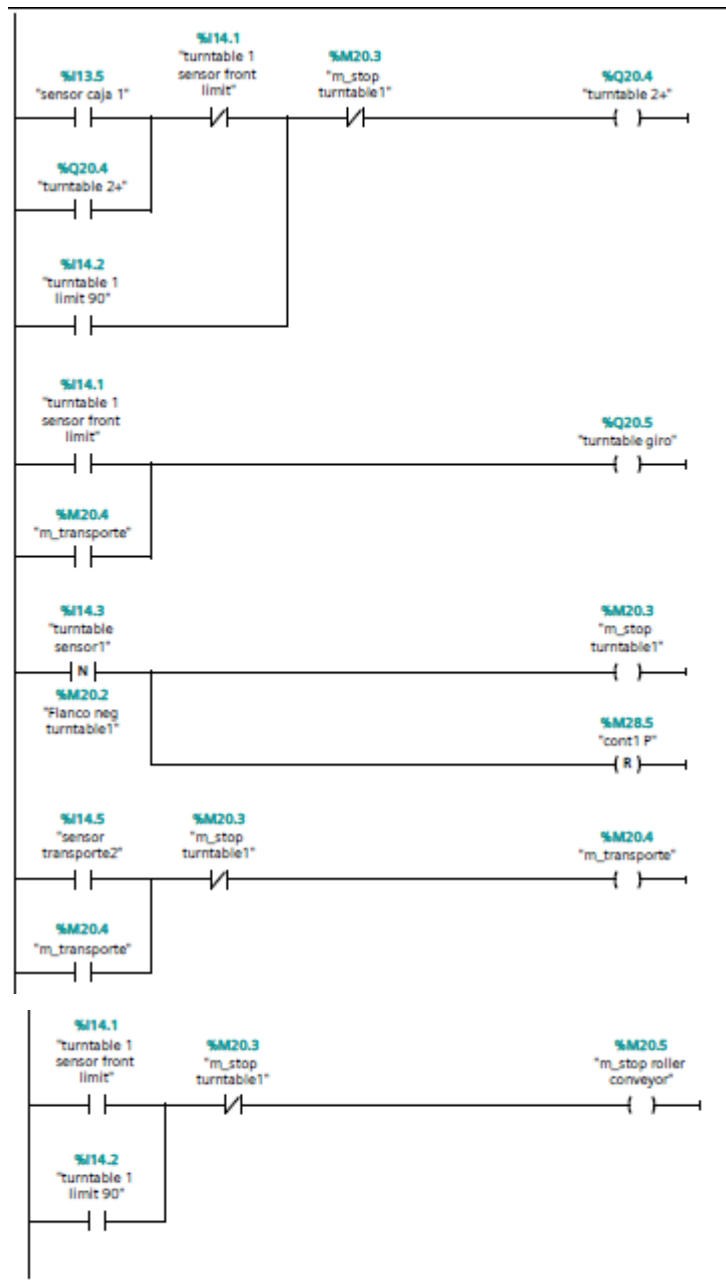 %I14.1
"turntable 1
sensor front
limit"
%M20.3
"m_stop
turntable1"
%I13.5
"sensor caja 1"
%Q20.4
"turntable 2+"
%Q20.4
"turntable 2+"
%I14.2
"turntable 1
limit 90"
%I14.1
"turntable 1
sensor front
limit"
%Q20.5
"turntable giro"
%M20.4
"m_transporte"
%I14.3
"turntable
sensor1"
N
%M20.2
"Flanco neg
turntable1"
%M20.3
"m_stop
turntable1"
%M28.5
"cont1 P"
R
%I14.5
"sensor
transporte2"
%M20.3
"m_stop
turntable1"
%M20.4
"m_transporte"
%M20.4
"m_transporte"
%I14.1
"turntable 1
sensor front
limit"
%M20.3
"m_stop
turntable1"
%M20.5
"m_stop roller
conveyor"
%I14.2
"turntable 1
limit 90"